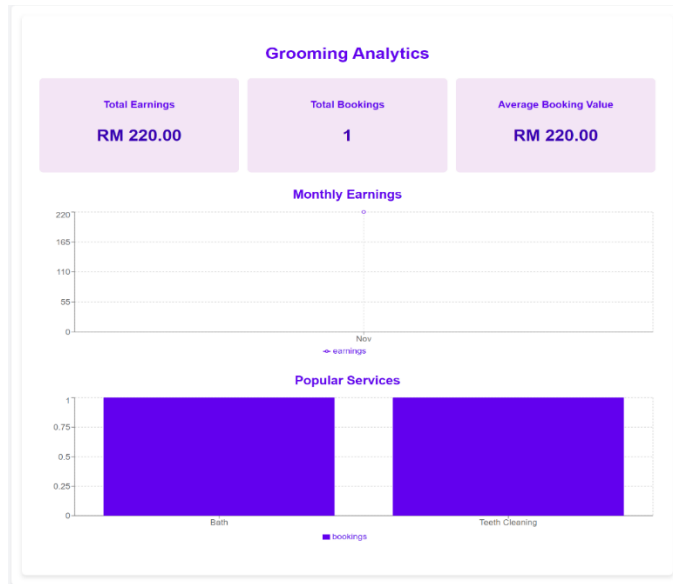 Grooming Analytics
Total Earnings
RM 220.00
Total Bookings
1
Average Booking Value
RM 220.00
Monthly Earnings
220
165
110
55
0
Nov
earnings
Popular Services
1
0.75
0.5
0.25
0
Bath
Teeth Cleaning
bookings